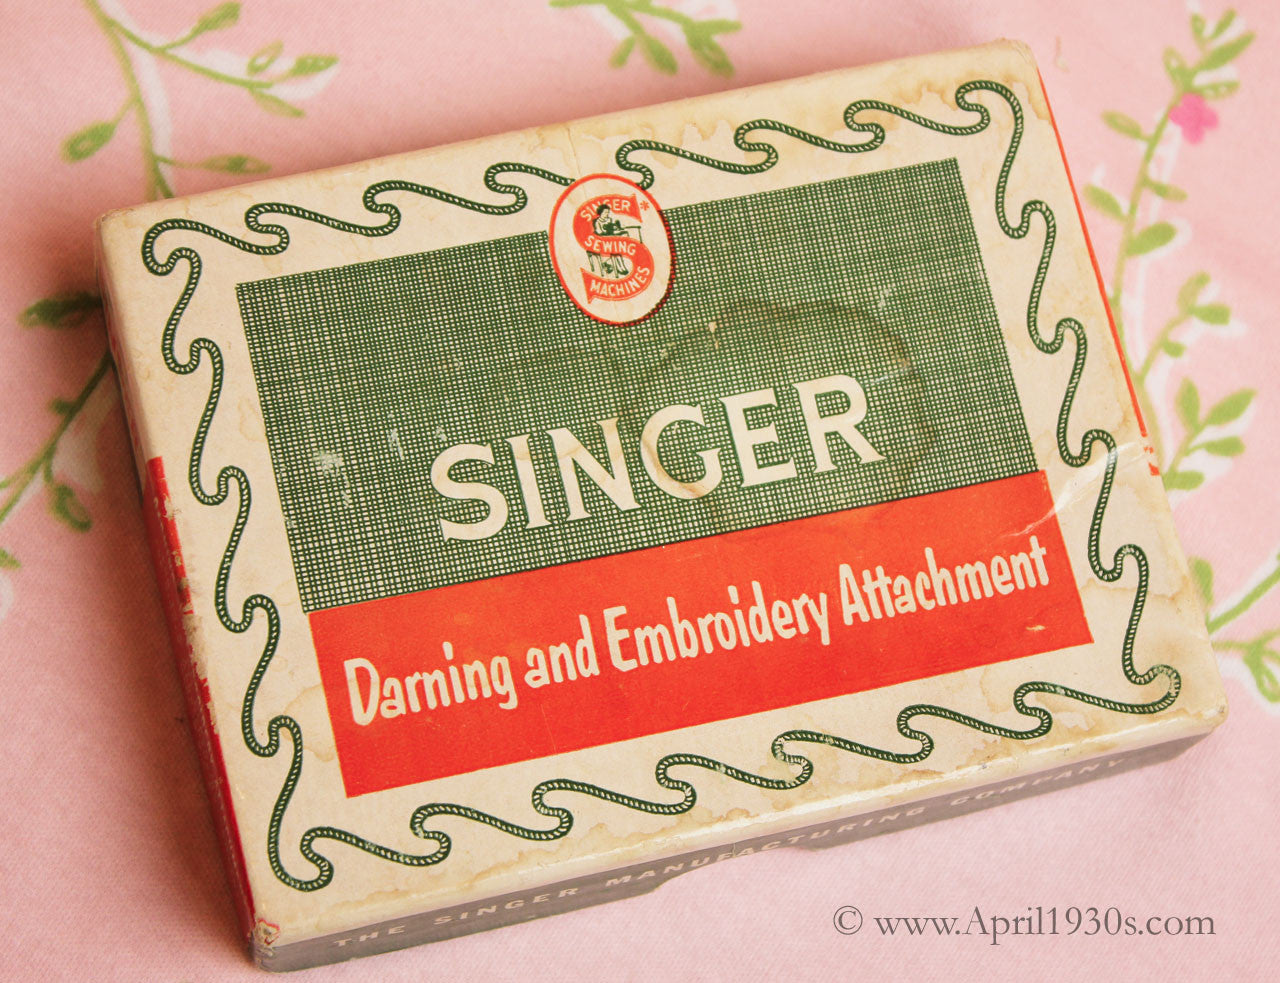 SINGER
SEWING
MACHINES
SINGER
Darning and Embroidery Attachment
THE SINGER MANUFACTURING COMPANY
© www.April1930s.com